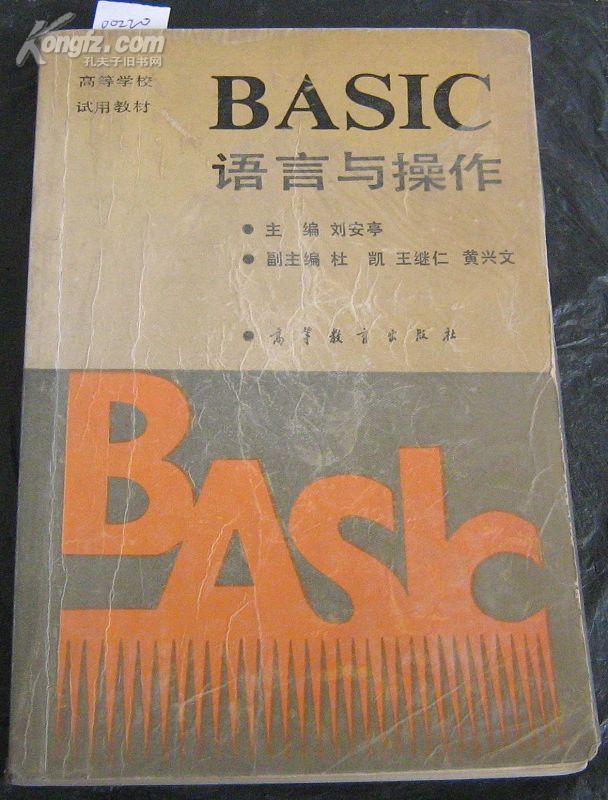 00220
Kongfz.com
孔夫子旧书网
高等学校
试用教材
BASIC
语言与操作
● 主 编 刘安亭
● 副主编 杜 凯 王继仁 黄兴文
● 高等教育出版社
BASIC